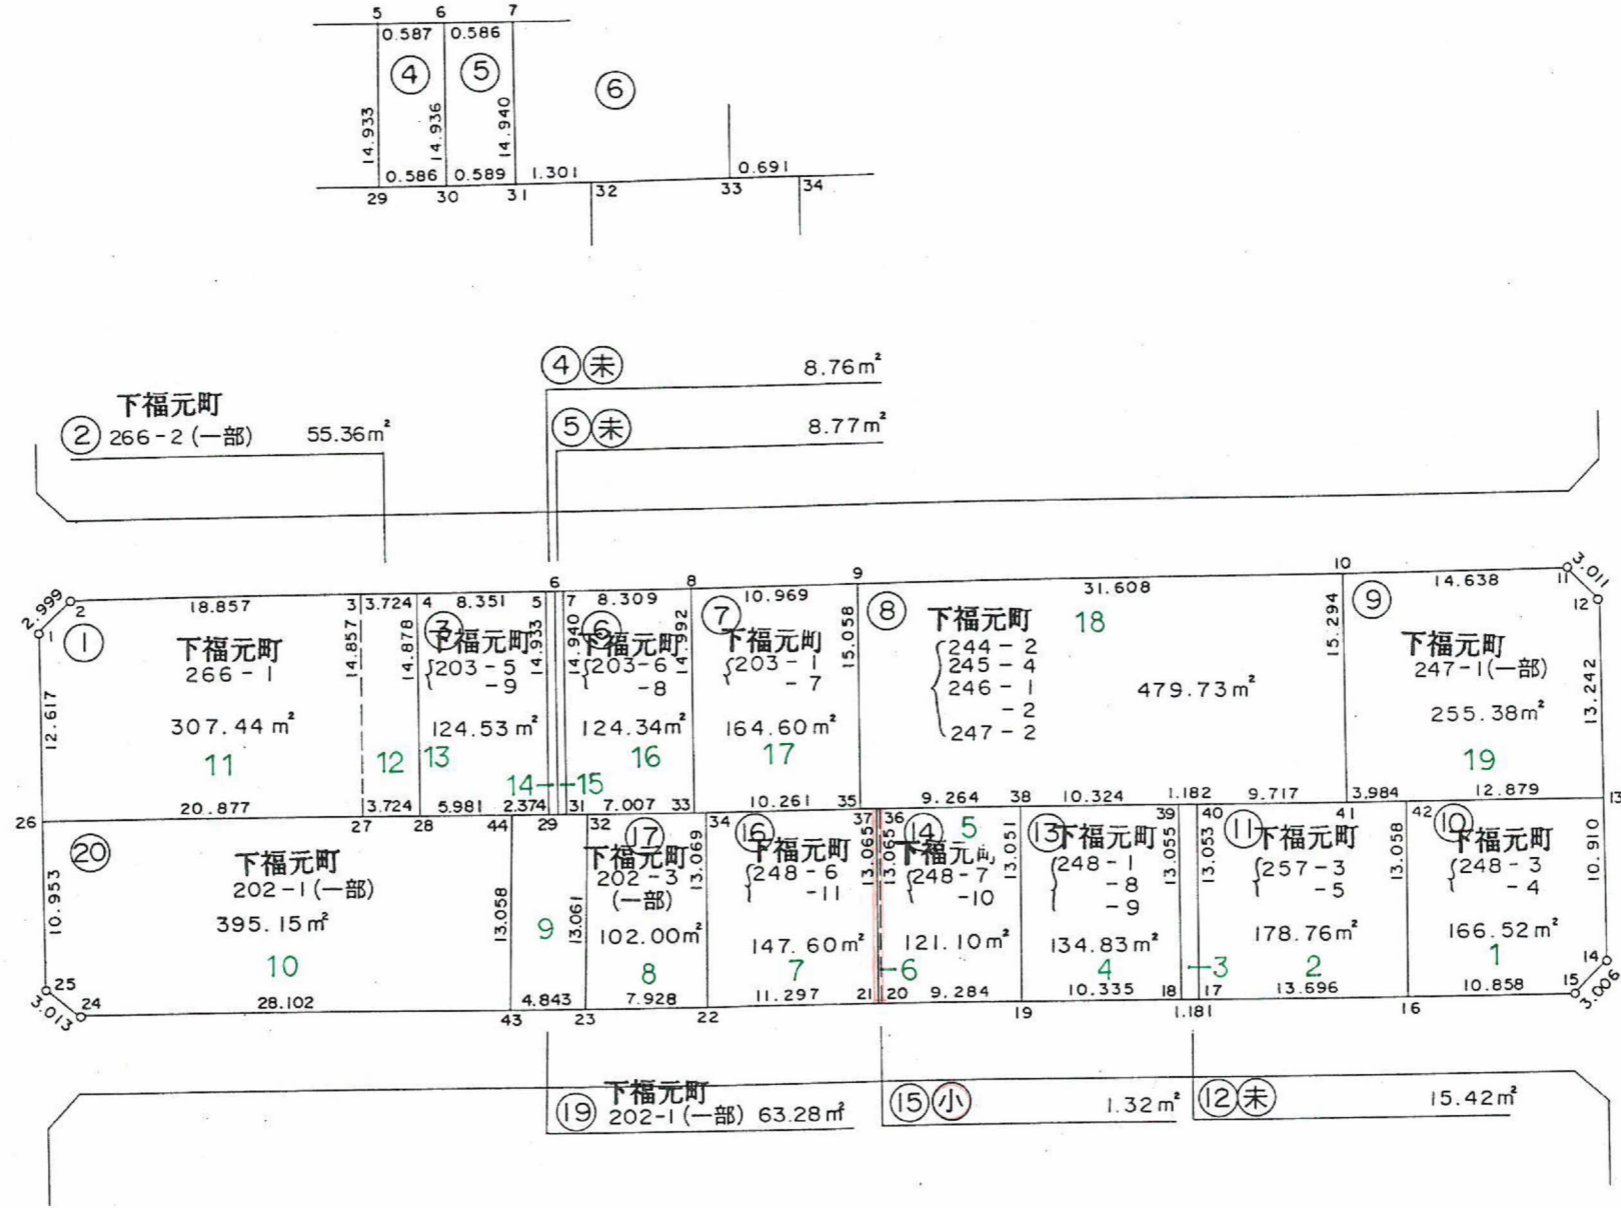 5 6 7
0.587 0.586
④ ⑤ ⑥
14.933 14.936 14.940
0.586 0.589 1.301 0.691
29 30 31 32 33 34
④ 未 8.76m²
⑤ 未 8.77m²
下福元町
② 266-2(一部) 55.36m²
2.999 2 18.857 3 3.724 4 8.351 5 6 7 8.309 8 10.969 9 31.608 10 14.638 11 3.011
1 12
① ③ ⑥ ⑦ ⑧ ⑨
12.617 14.857 14.878 14.933 14.940 14.992 15.058 15.294 13.242
下福元町
266-1
307.44m²
11
12
下福元町
203-5
-9
124.53m²
13
14 15
下福元町
203-6
-8
124.34m²
16
下福元町
203-1
-7
164.60m²
17
下福元町
244-2
245-4
246-1
-2
247-2
479.73m²
18
下福元町
247-1(一部)
255.38m²
19
20.877 3.724 5.981 2.374 31 7.007 33 10.261 35 9.264 38 10.324 1.182 9.717 3.984 12.879 13
26 27 28 44 29 32 34 37 36 39 40 41 42
⑳ ⑰ ⑯ ⑭ ⑬ ⑪ ⑩
10.953 13.058 13.061 13.069 13.065 13.065 13.051 13.055 13.053 13.058 10.910
下福元町
202-1(一部)
395.15m²
10
9
下福元町
202-3
(一部)
102.00m²
8
下福元町
248-6
-11
147.60m²
7
6
5
下福元町
248-7
-10
121.10m²
下福元町
248-1
-8
-9
134.83m²
4
3
下福元町
257-3
-5
178.76m²
2
下福元町
248-3
-4
166.52m²
1
25 14
3.013 24 28.102 4.843 7.928 11.297 21 20 9.284 10.335 18 17 13.696 10.858 15 3.006
43 23 22 19 1.181 16
下福元町
⑲ 202-1(一部) 63.28m²
⑮ 小 1.32m²
⑫ 未 15.42m²